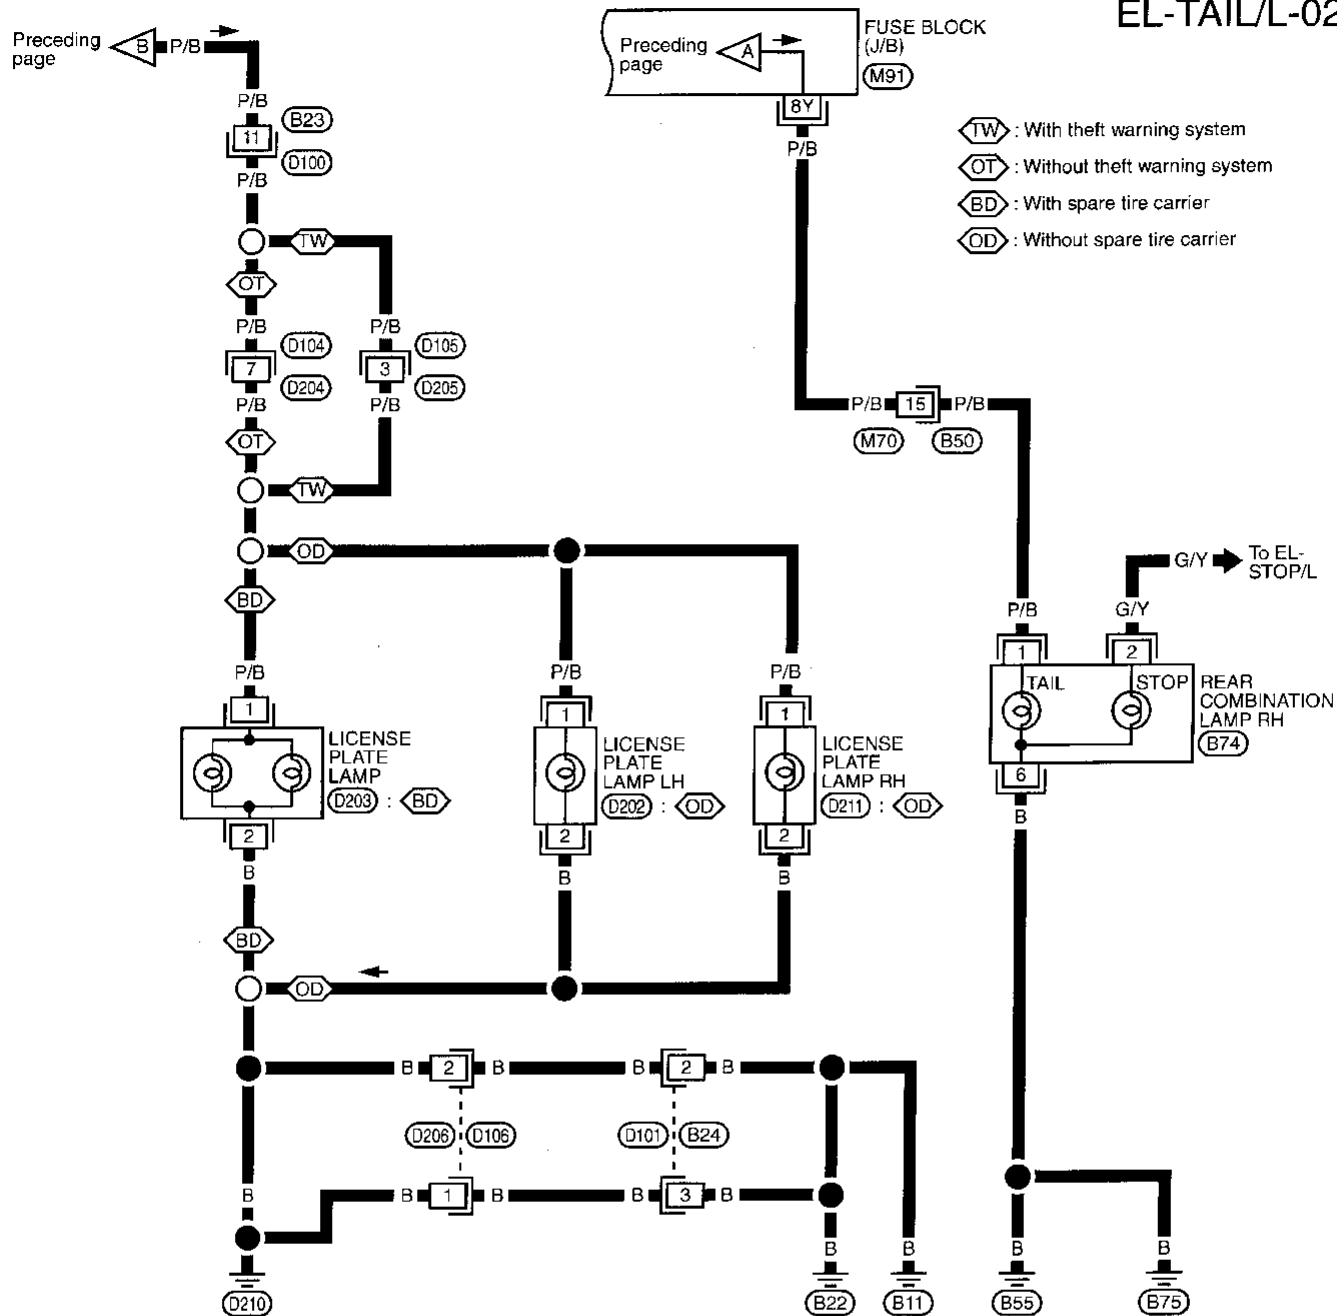 EL-TAIL/L-02
Preceding
page
B
P/B
Preceding
page
A
FUSE BLOCK
(J/B)
M91
8Y
P/B
P/B
11
B23
D100
P/B
TW : With theft warning system
OT : Without theft warning system
BD : With spare tire carrier
OD : Without spare tire carrier
TW
OT
P/B
P/B
7
D104
D204
3
D105
D205
P/B
P/B
OT
TW
P/B
15
P/B
M70
B50
OD
BD
G/Y
To EL-
STOP/L
P/B
G/Y
P/B
P/B
P/B
1
2
TAIL
STOP
REAR
COMBINATION
LAMP RH
B74
6
B
1
LICENSE
PLATE
LAMP
D203 : BD
2
B
1
LICENSE
PLATE
LAMP LH
D202 : OD
2
B
1
LICENSE
PLATE
LAMP RH
D211 : OD
2
B
BD
OD
B
2
B
B
2
B
D206
D106
D101
B24
B
B
1
B
B
3
B
B
B
B
B
D210
B22
B11
B55
B75